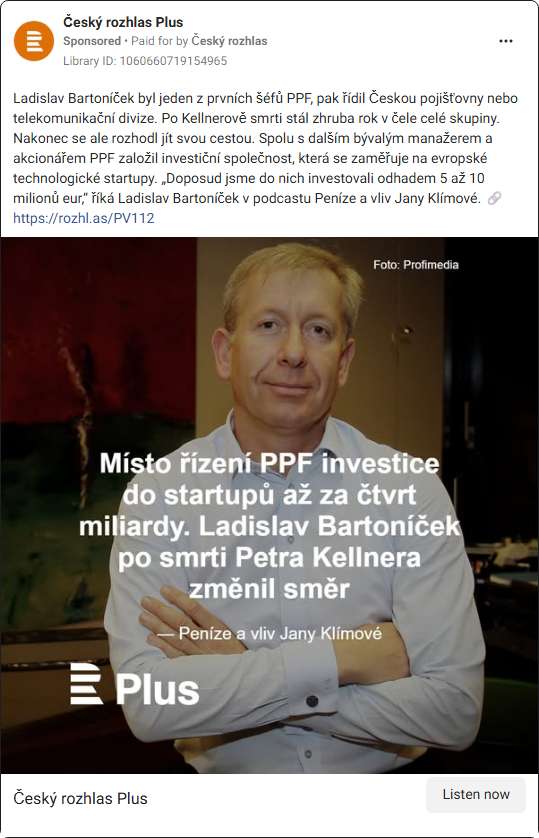 Český rozhlas Plus
Sponsored • Paid for by Český rozhlas
Library ID: 1060660719154965
Ladislav Bartoníček byl jeden z prvních šéfů PPF, pak řídil Českou pojišťovny nebo
telekomunikační divize. Po Kellnerově smrti stál zhruba rok v čele celé skupiny.
Nakonec se ale rozhodl jít svou cestou. Spolu s dalším bývalým manažerem a
akcionářem PPF založil investiční společnost, která se zaměřuje na evropské
technologické startupy. „Doposud jsme do nich investovali odhadem 5 až 10
milionů eur,“ říká Ladislav Bartoníček v podcastu Peníze a vliv Jany Klímové. 🔗
https://rozhl.as/PV112
Foto: Profimedia
Místo řízení PPF investice
do startupů až za čtvrt
miliardy. Ladislav Bartoníček
po smrti Petra Kellnera
změnil směr
— Peníze a vliv Jany Klímové
Plus
Český rozhlas Plus
Listen now